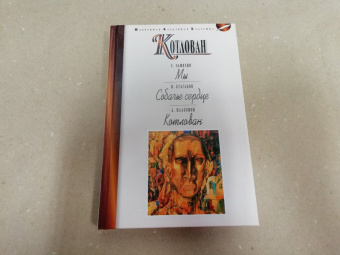 Котлован
Е. ЗАМЯТИН
Мы
М. БУЛГАКОВ
Собачье сердце
А. ПЛАТОНОВ
Котлован